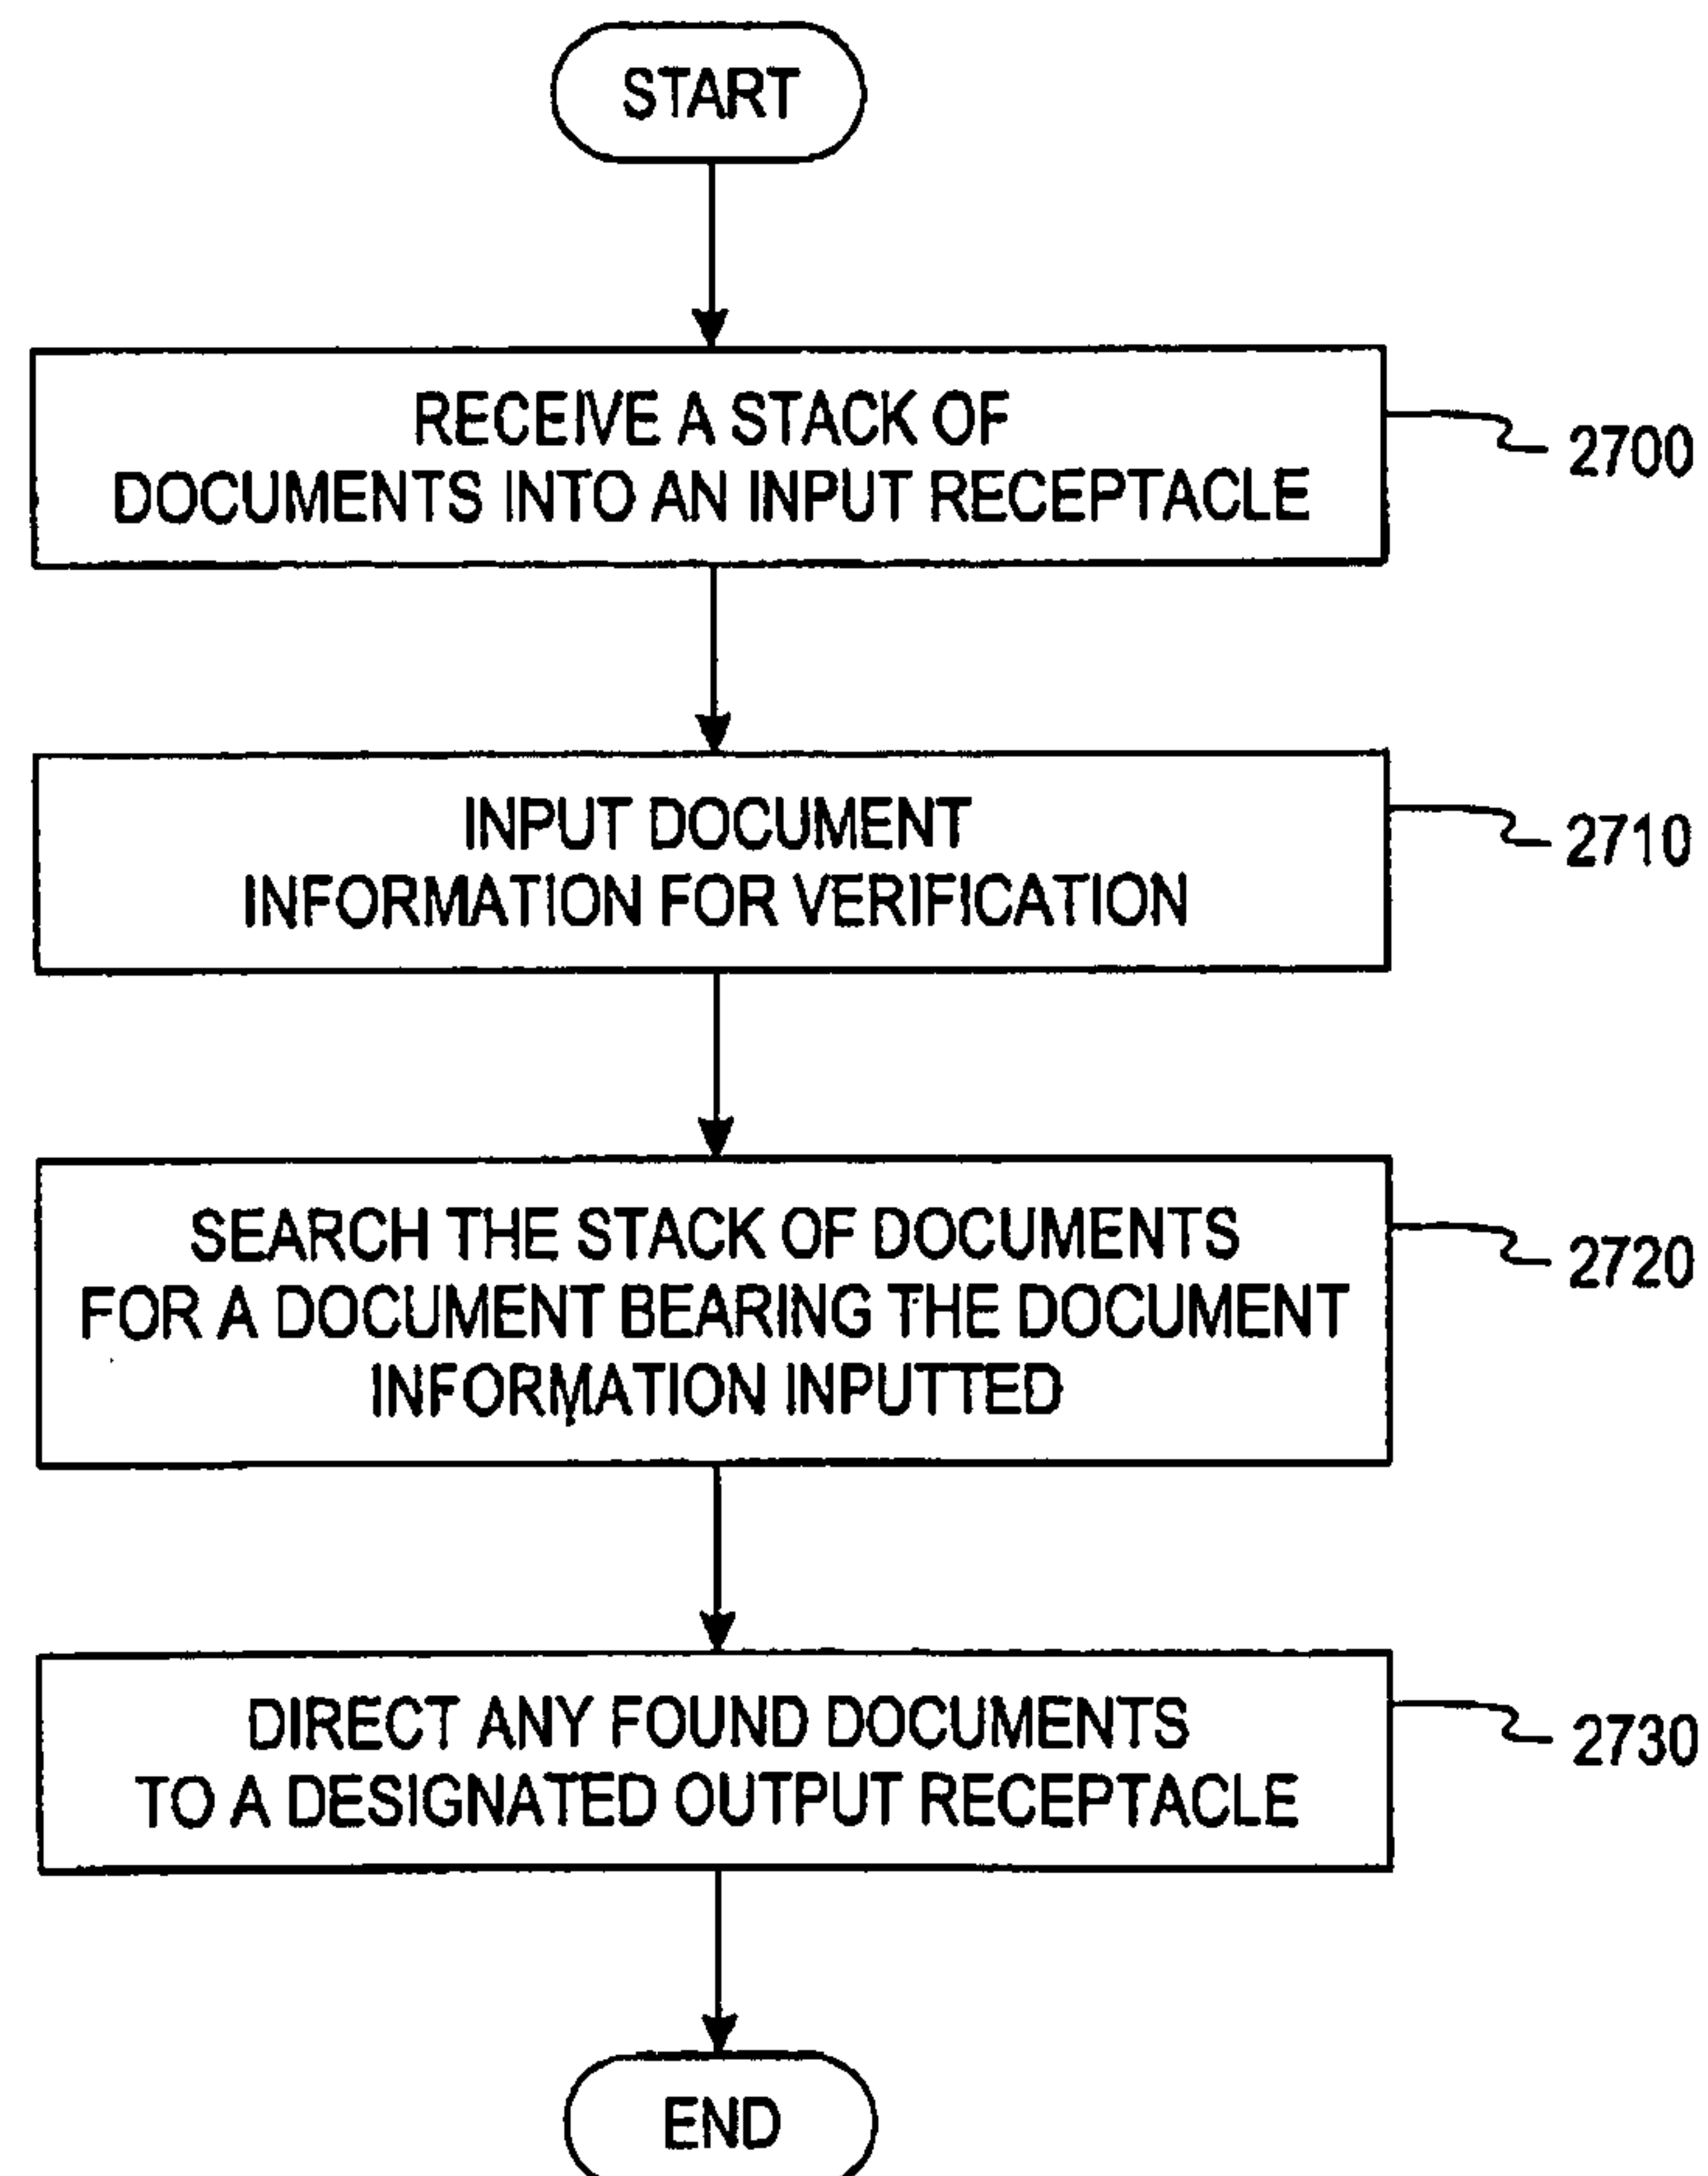 START
RECEIVE A STACK OF
DOCUMENTS INTO AN INPUT RECEPTACLE
2700
INPUT DOCUMENT
INFORMATION FOR VERIFICATION
2710
SEARCH THE STACK OF DOCUMENTS
FOR A DOCUMENT BEARING THE DOCUMENT
INFORMATION INPUTTED
2720
DIRECT ANY FOUND DOCUMENTS
TO A DESIGNATED OUTPUT RECEPTACLE
2730
END